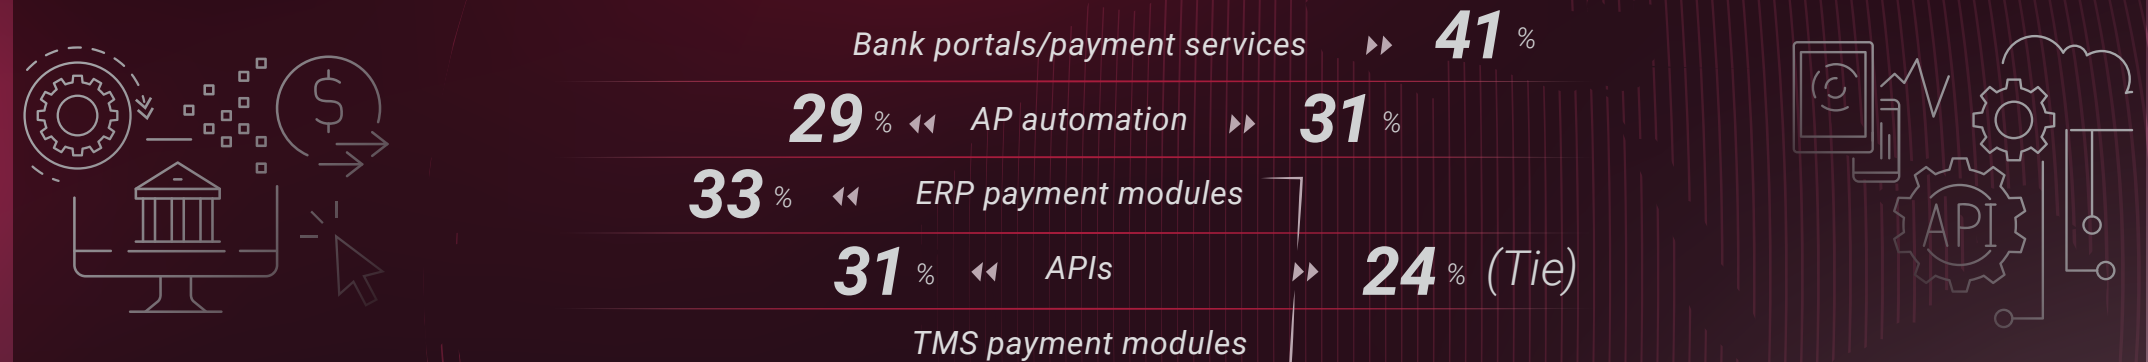 Bank portals/payment services 41 %
29 % AP automation 31 %
33 % ERP payment modules
31 % APIs 24 % (Tie)
TMS payment modules
$
API